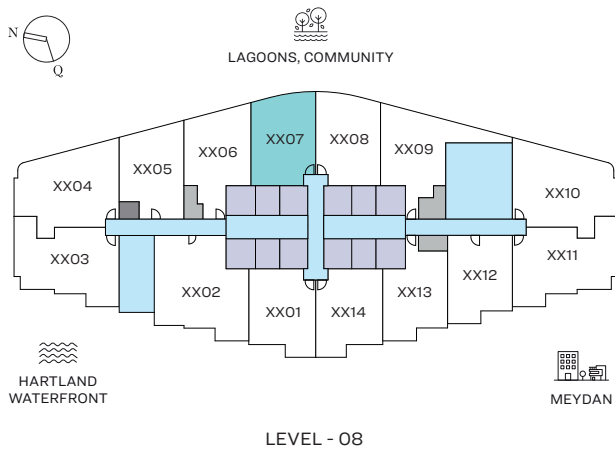 N
Q
LAGOONS, COMMUNITY
XX07
XX08
XX06
XX09
XX05
XX04
XX10
XX03
XX11
XX02
XX12
XX13
XX01
XX14
HARTLAND
WATERFRONT
MEYDAN
LEVEL - 08